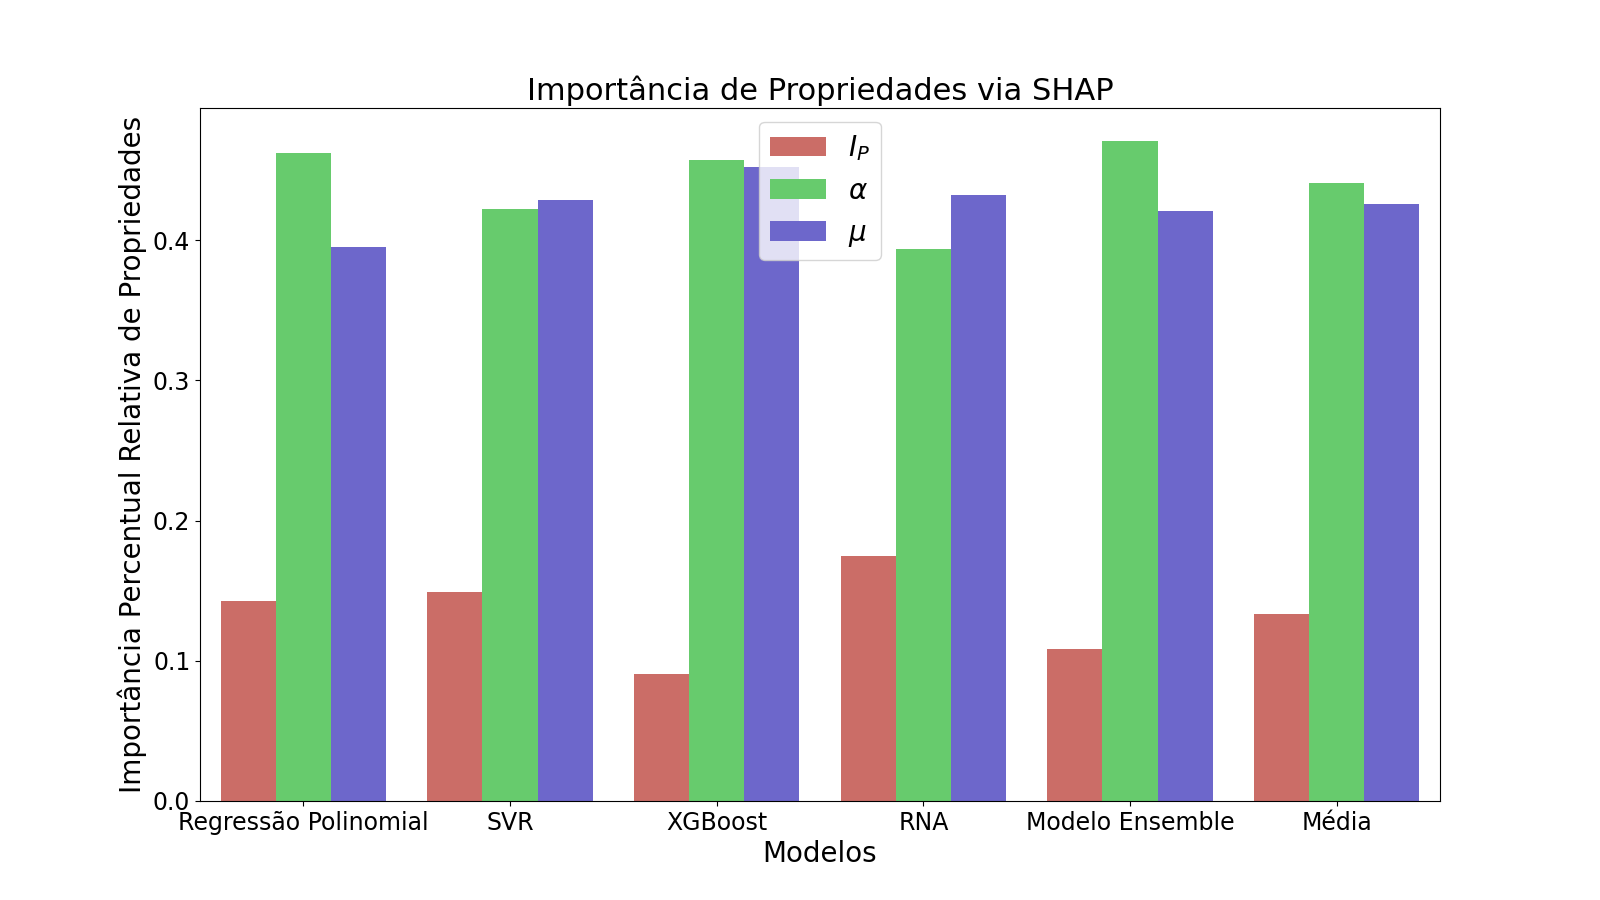 Importância de Propriedades via SHAP
I_P
α
μ
Importância Percentual Relativa de Propriedades
0.4
0.3
0.2
0.1
0.0
Regressão Polinomial SVR XGBoost RNA Modelo Ensemble Média
Modelos